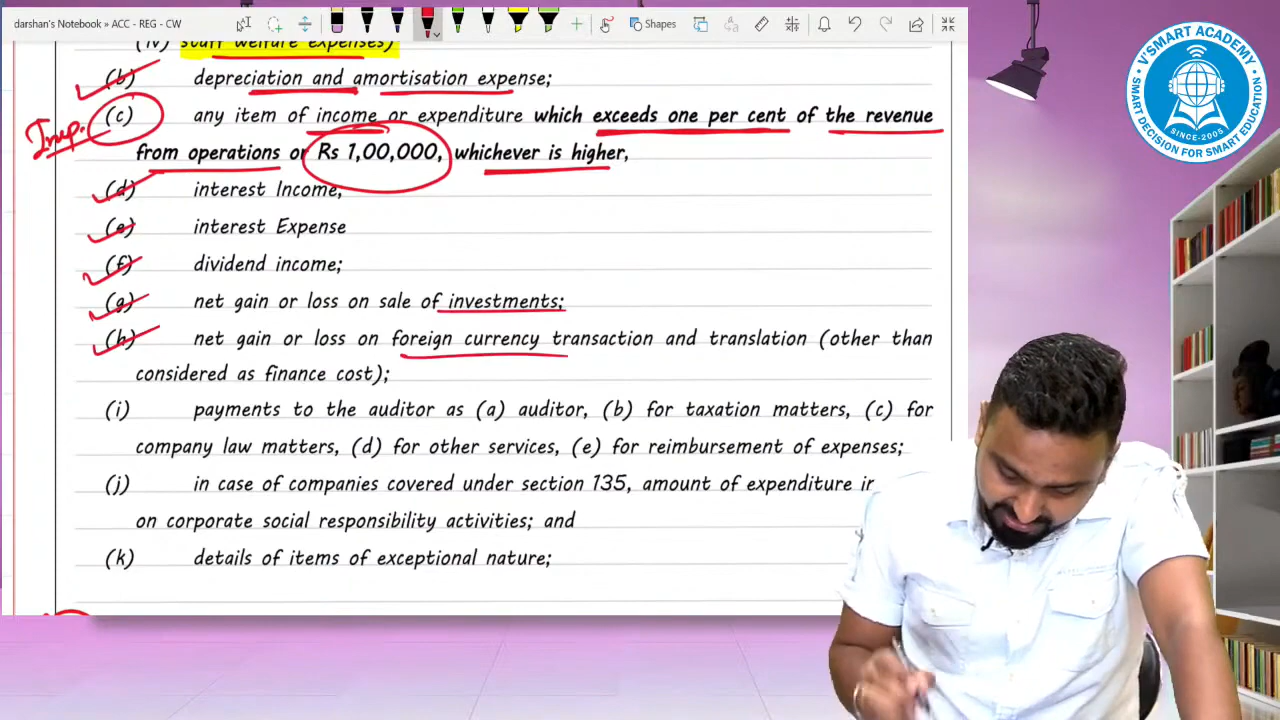 darshan's Notebook » ACC - REG - CW
Shapes
(iv) staff welfare expenses)
(b) depreciation and amortisation expense;
Imp. (c) any item of income or expenditure which exceeds one per cent of the revenue
from operations or Rs 1,00,000, whichever is higher,
(d) interest Income,
(e) interest Expense
(f) dividend income;
(g) net gain or loss on sale of investments;
(h) net gain or loss on foreign currency transaction and translation (other than
considered as finance cost);
(i) payments to the auditor as (a) auditor, (b) for taxation matters, (c) for
company law matters, (d) for other services, (e) for reimbursement of expenses;
(j) in case of companies covered under section 135, amount of expenditure
on corporate social responsibility activities; and
(k) details of items of exceptional nature;
V'SMART ACADEMY
SINCE-2005
SMART DECISION FOR SMART EDUCATION